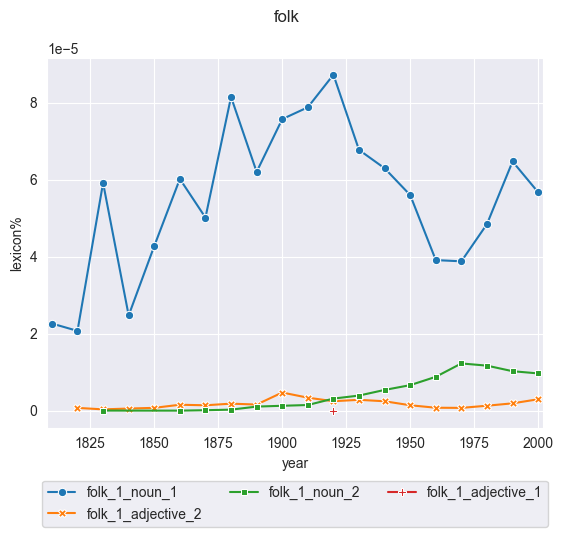 folk
1e−5
8
6
4
2
0
lexicon%
1825 1850 1875 1900 1925 1950 1975 2000
year
folk_1_noun_1 folk_1_noun_2 folk_1_adjective_1
folk_1_adjective_2